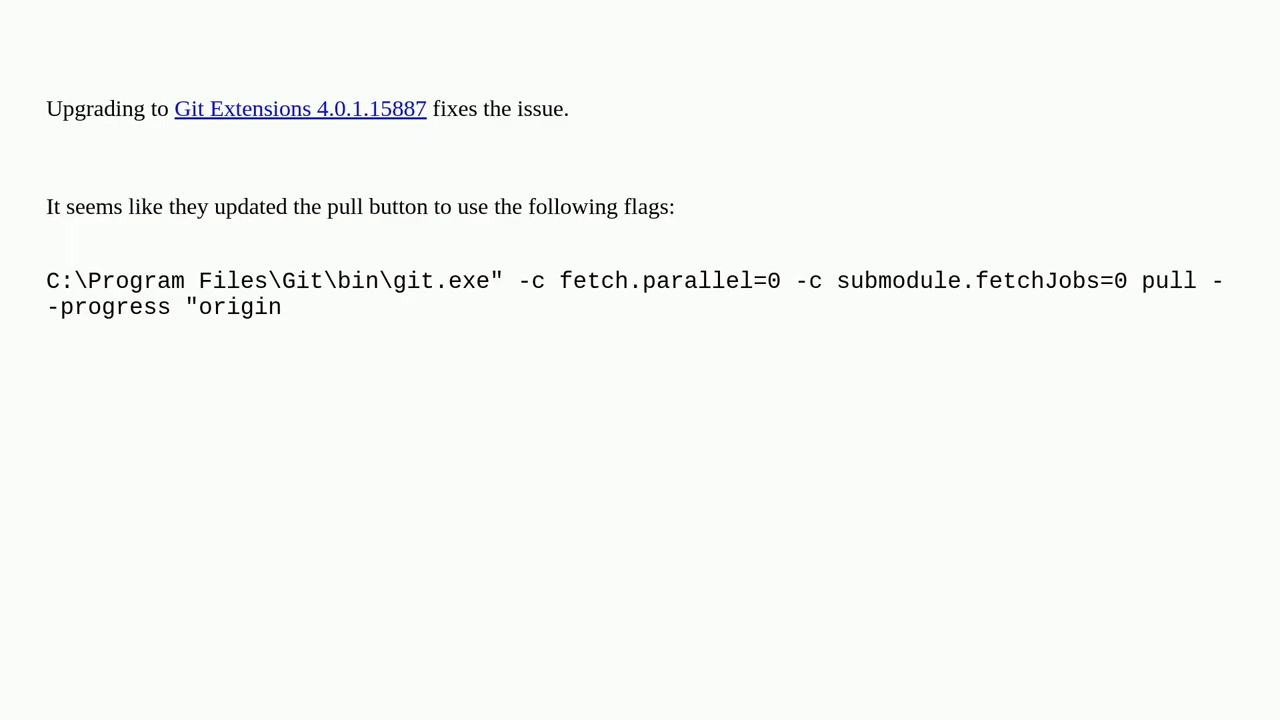 Upgrading to Git Extensions 4.0.1.15887 fixes the issue.
It seems like they updated the pull button to use the following flags:
C:\Program Files\Git\bin\git.exe" -c fetch.parallel=0 -c submodule.fetchJobs=0 pull -
-progress "origin